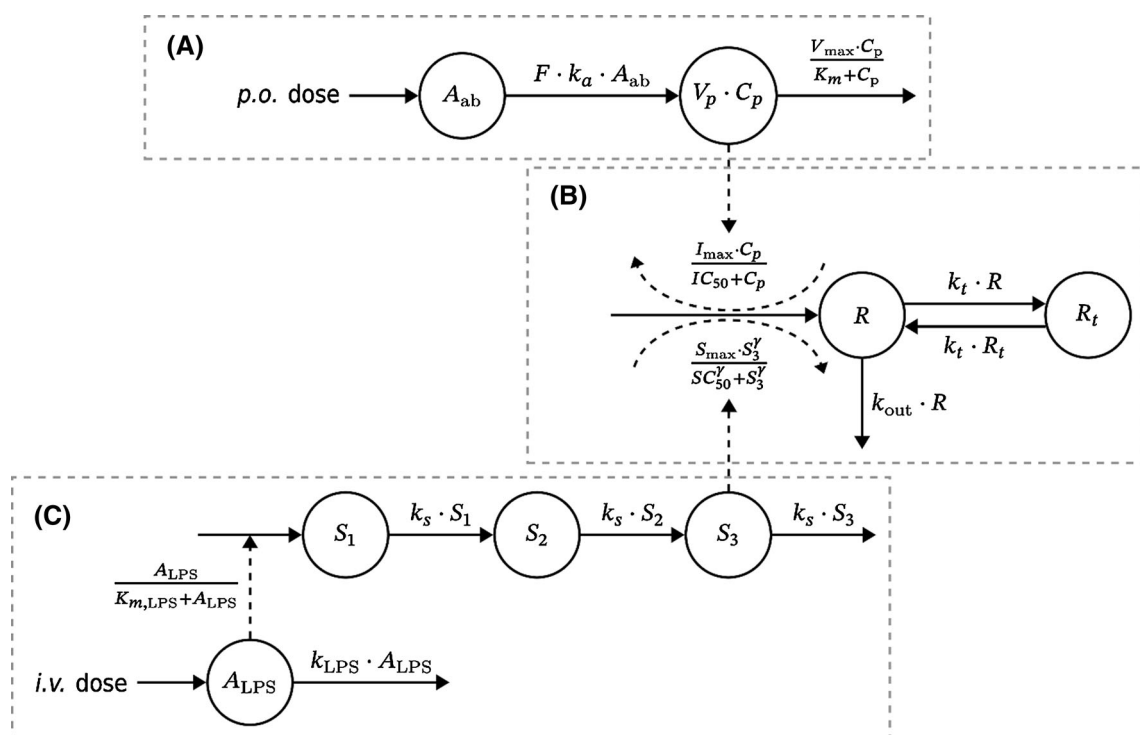 (A)
p.o. dose
A_ab
F · k_a · A_ab
V_p · C_p
V_max·C_p / K_m+C_p
(B)
I_max·C_p / IC_50+C_p
S_max·S_3^γ / SC_50^γ+S_3^γ
R
k_t · R
k_t · R_t
R_t
k_out · R
(C)
S_1
k_s · S_1
S_2
k_s · S_2
S_3
k_s · S_3
A_LPS / K_m,LPS+A_LPS
i.v. dose
A_LPS
k_LPS · A_LPS